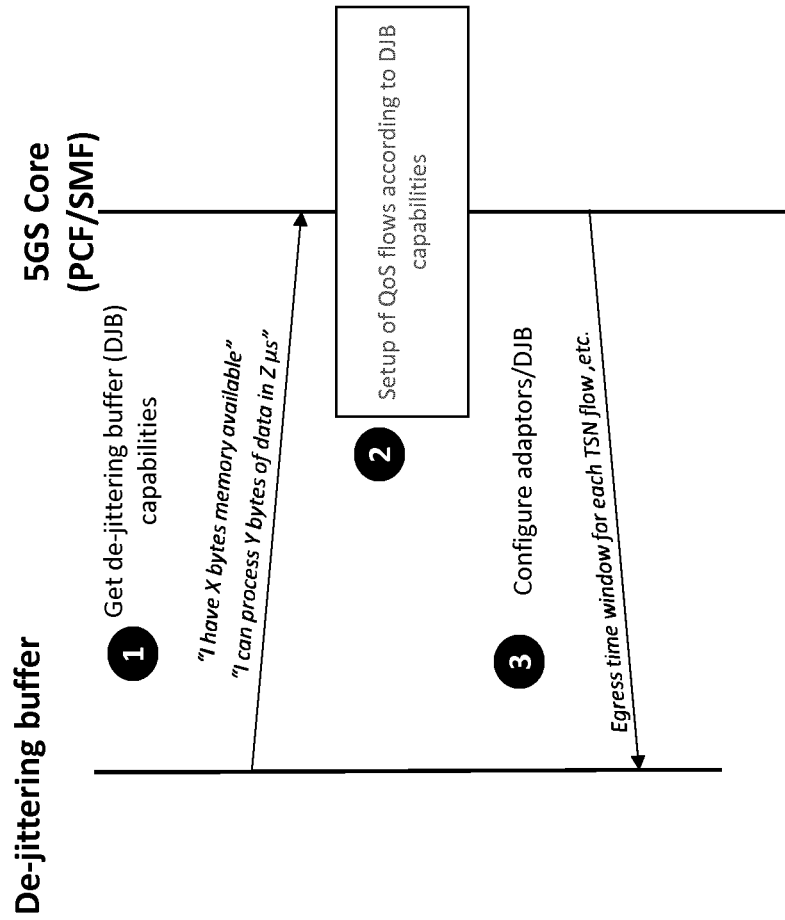 De-jittering buffer
5GS Core
(PCF/SMF)
1
Get de-jittering buffer (DJB)
capabilities
"I have X bytes memory available"
"I can process Y bytes of data in Z µs"
2
Setup of QoS flows according to DJB
capabilities
3
Configure adaptors/DJB
Egress time window for each TSN flow ,etc.